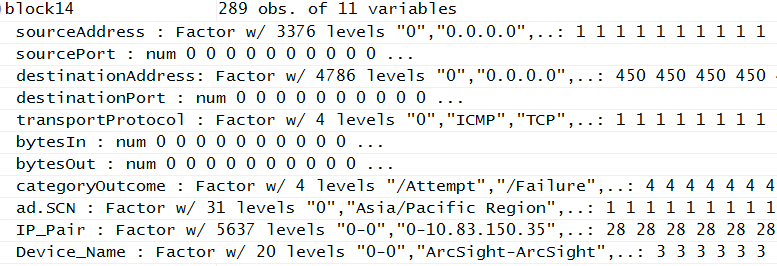 block14 289 obs. of 11 variables
sourceAddress : Factor w/ 3376 levels "0","0.0.0.0",..: 1 1 1 1 1 1 1 1 1 1
sourcePort : num 0 0 0 0 0 0 0 0 0 0 ...
destinationAddress: Factor w/ 4786 levels "0","0.0.0.0",..: 450 450 450 450
destinationPort : num 0 0 0 0 0 0 0 0 0 0 ...
transportProtocol : Factor w/ 4 levels "0","ICMP","TCP",..: 1 1 1 1 1 1 1 1
bytesIn : num 0 0 0 0 0 0 0 0 0 0 ...
bytesOut : num 0 0 0 0 0 0 0 0 0 0 ...
categoryOutcome : Factor w/ 4 levels "/Attempt","/Failure",..: 4 4 4 4 4 4 4
ad.SCN : Factor w/ 31 levels "0","Asia/Pacific Region",..: 1 1 1 1 1 1 1 1 1
IP_Pair : Factor w/ 5637 levels "0-0","0-10.83.150.35",..: 28 28 28 28 28 28
Device_Name : Factor w/ 20 levels "0-0","ArcSight-ArcSight",..: 3 3 3 3 3 3